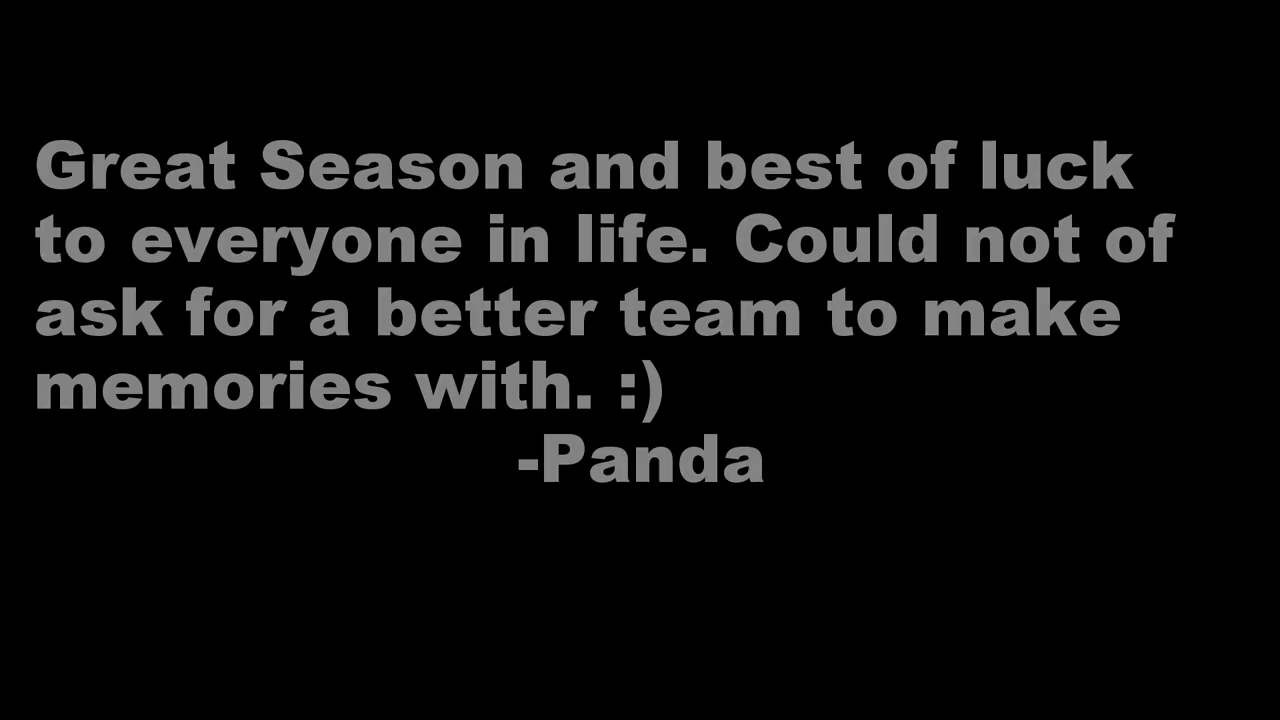 Great Season and best of luck
to everyone in life. Could not of
ask for a better team to make
memories with. :)
-Panda